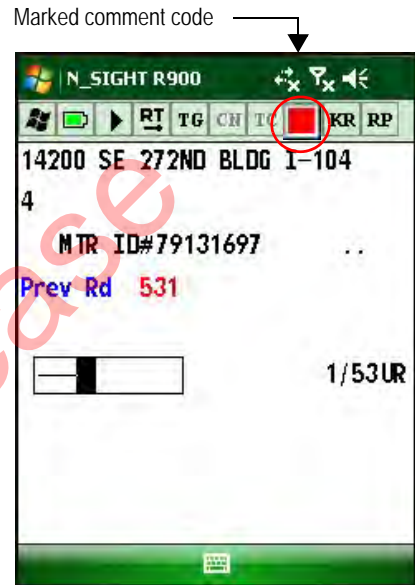 Marked comment code
N_SIGHT R900
RT TG CN TC KR RP
14200 SE 272ND BLDG I-104
4
MTR ID#79131697 ..
Prev Rd 531
1/53UR
ease